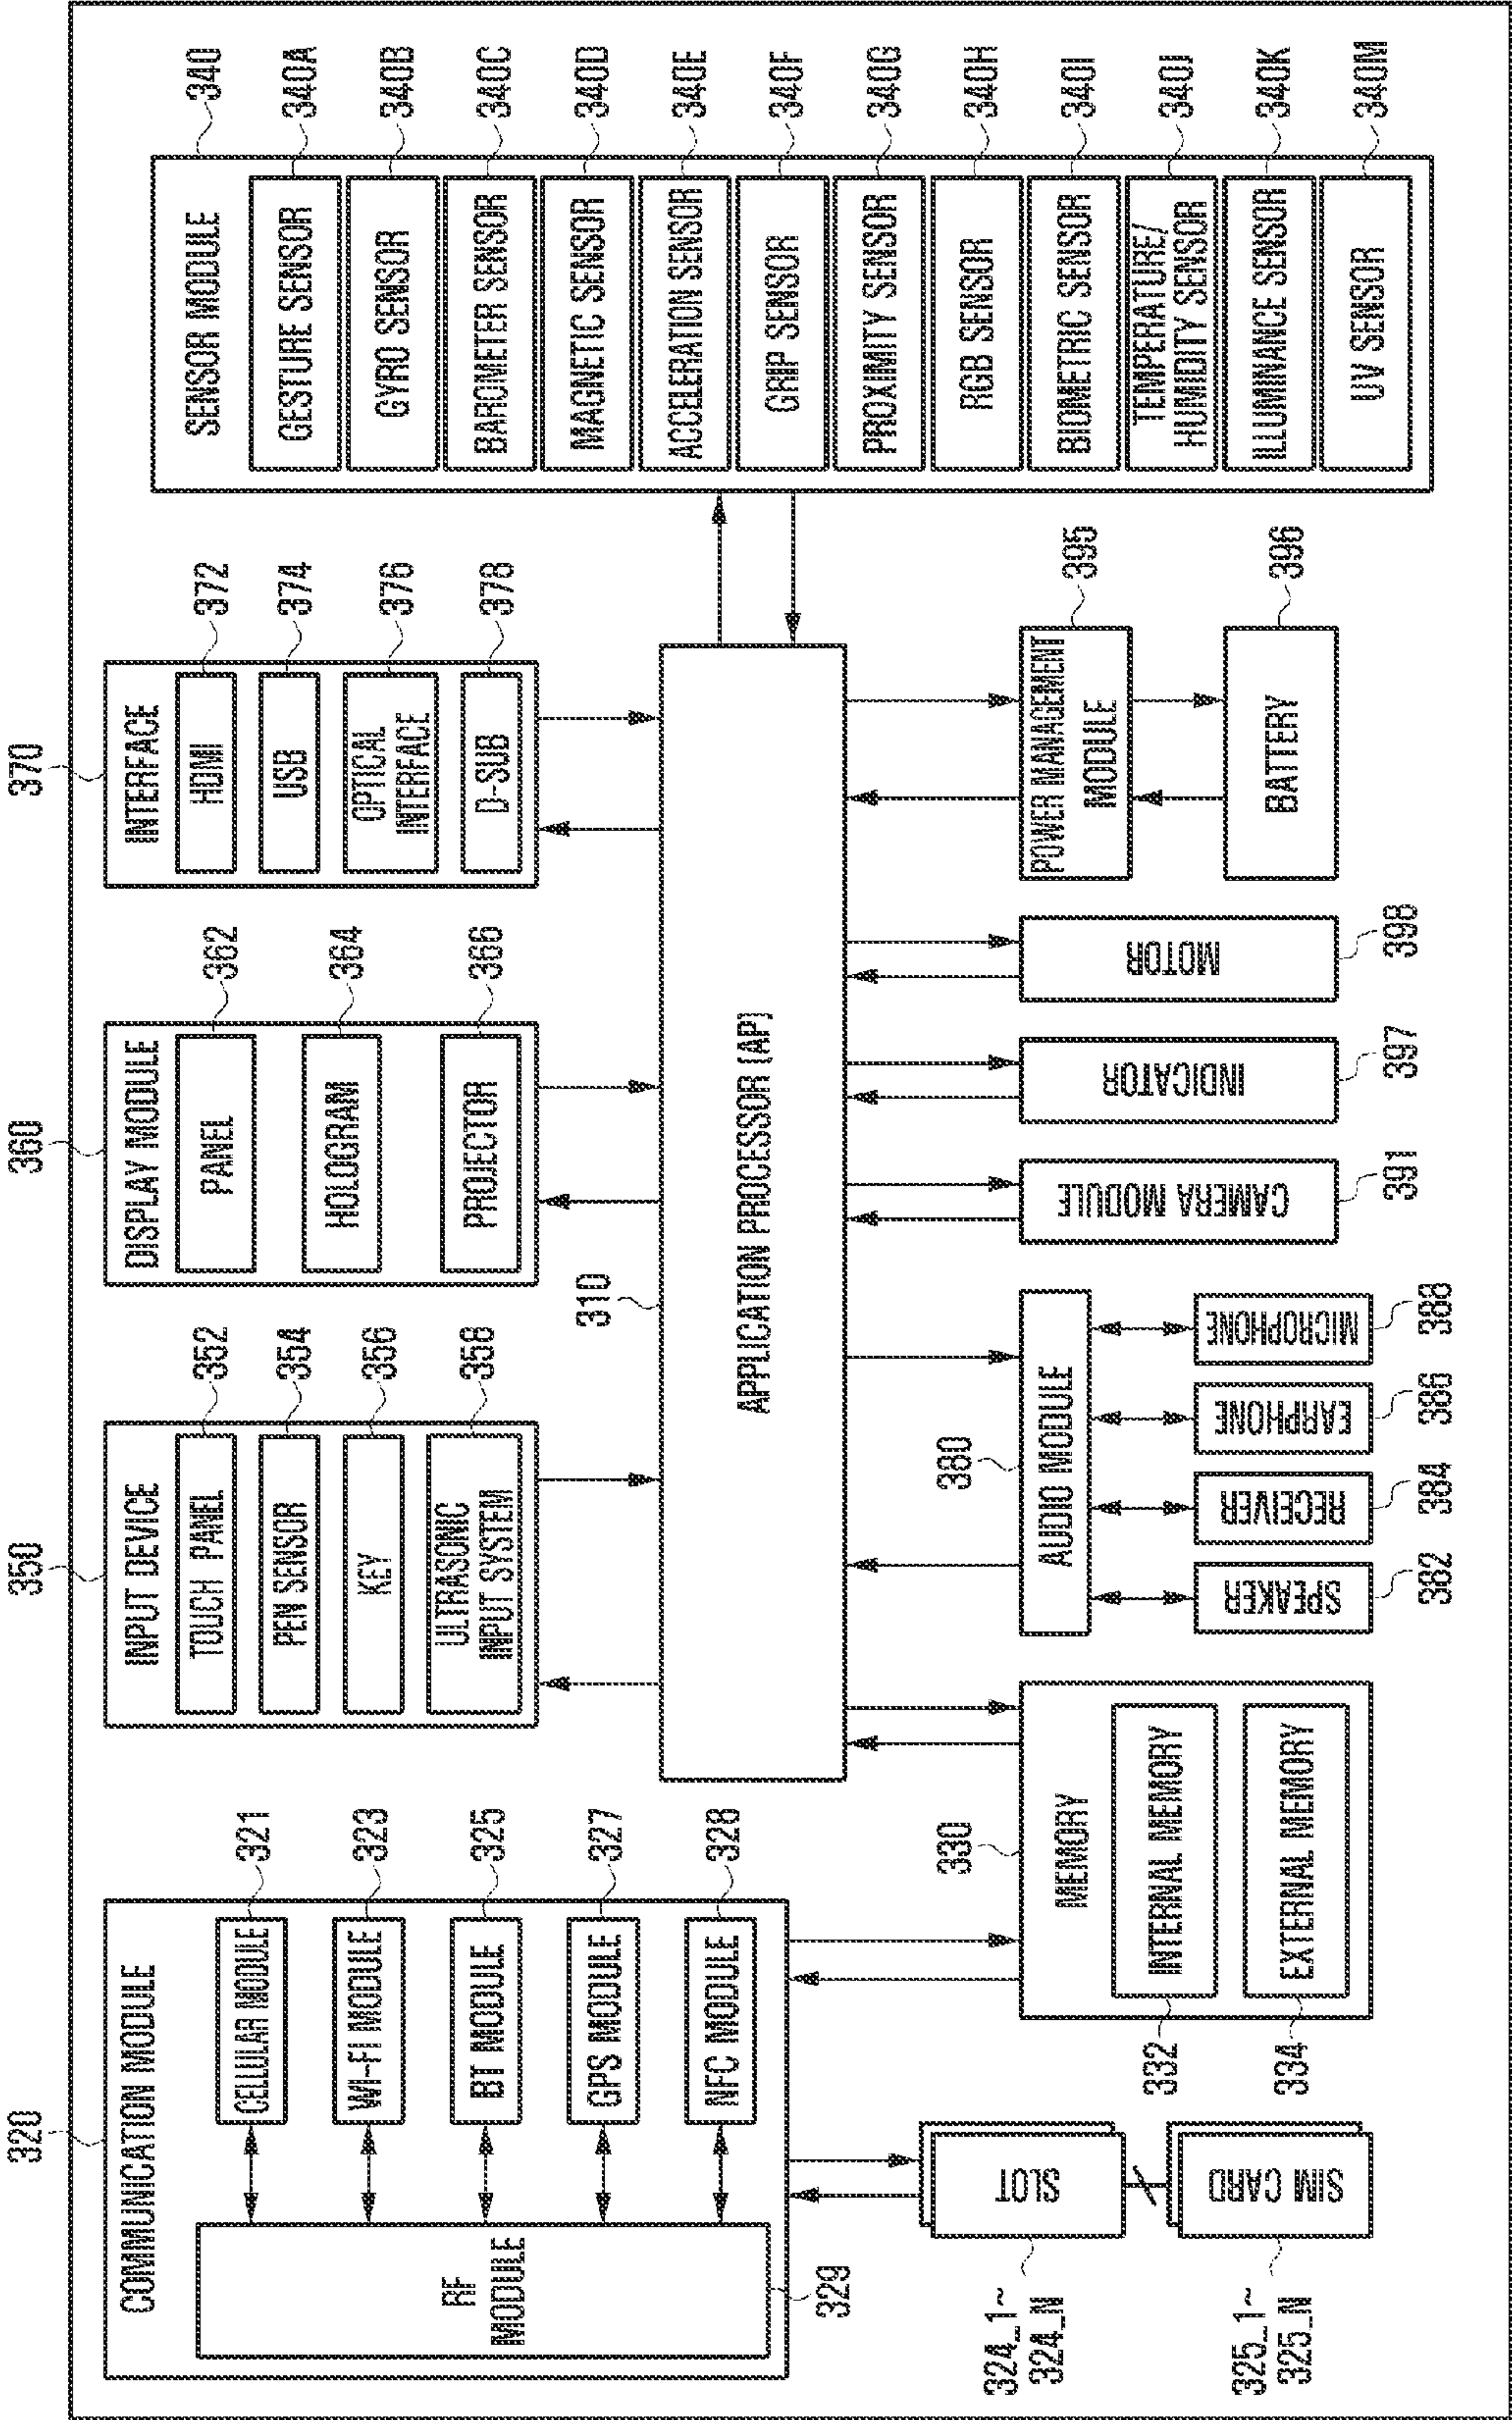 320
COMMUNICATION MODULE
RF
MODULE
329
CELLULAR MODULE
321
WI-FI MODULE
323
BT MODULE
325
GPS MODULE
327
NFC MODULE
328
350
INPUT DEVICE
TOUCH PANEL
352
PEN SENSOR
354
KEY
356
ULTRASONIC
INPUT SYSTEM
358
360
DISPLAY MODULE
PANEL
362
HOLOGRAM
364
PROJECTOR
366
370
INTERFACE
HDMI
372
USB
374
OPTICAL
INTERFACE
376
D-SUB
378
340
SENSOR MODULE
GESTURE SENSOR
340A
GYRO SENSOR
340B
BAROMETER SENSOR
340C
MAGNETIC SENSOR
340D
ACCELERATION SENSOR
340E
GRIP SENSOR
340F
PROXIMITY SENSOR
340G
RGB SENSOR
340H
BIOMETRIC SENSOR
340I
TEMPERATURE/
HUMIDITY SENSOR
340J
ILLUMINANCE SENSOR
340K
UV SENSOR
340M
310
APPLICATION PROCESSOR (AP)
324_1~
324_N
SLOT
325_1~
325_N
SIM CARD
330
MEMORY
INTERNAL MEMORY
332
EXTERNAL MEMORY
334
380
AUDIO MODULE
SPEAKER
382
RECEIVER
384
EARPHONE
386
MICROPHONE
388
CAMERA MODULE
391
INDICATOR
397
MOTOR
398
POWER MANAGEMENT
MODULE
395
BATTERY
396